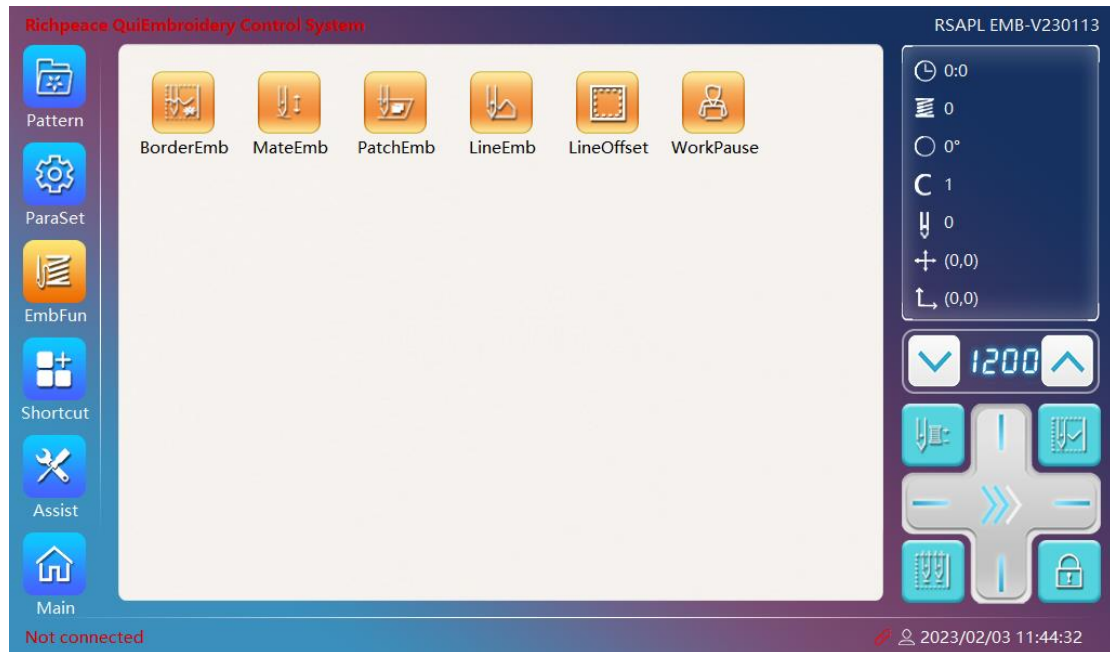 Richpeace QuiEmbroidery Control System
RSAPL EMB-V230113
Pattern
ParaSet
EmbFun
Shortcut
Assist
Main
BorderEmb
MateEmb
PatchEmb
LineEmb
LineOffset
WorkPause
0:0
0
0°
C 1
0
(0,0)
(0,0)
1200
Not connected
2023/02/03 11:44:32